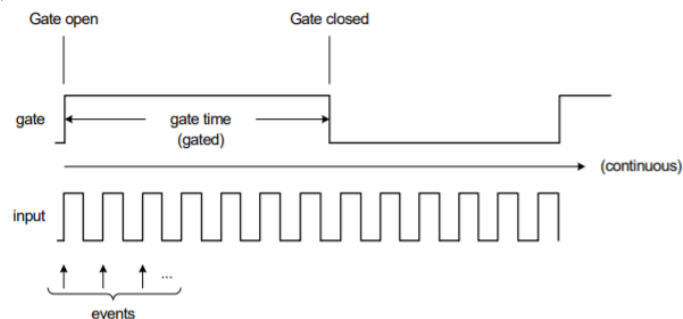 Gate open
Gate closed
gate
gate time
(gated)
(continuous)
input
...
events